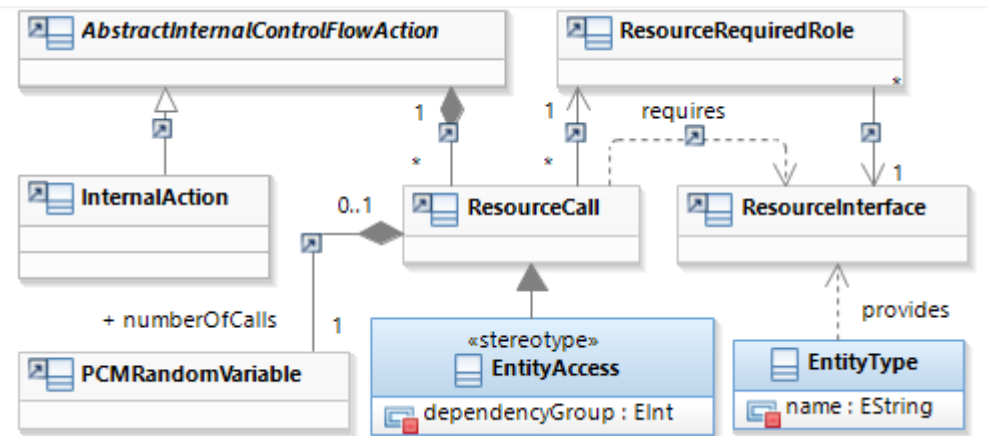 AbstractInternalControlFlowAction
ResourceRequiredRole
*
1
1
requires
*
*
1
InternalAction
0..1
ResourceCall
ResourceInterface
+ numberOfCalls
1
provides
«stereotype»
EntityAccess
EntityType
PCMRandomVariable
dependencyGroup : EInt
name : EString